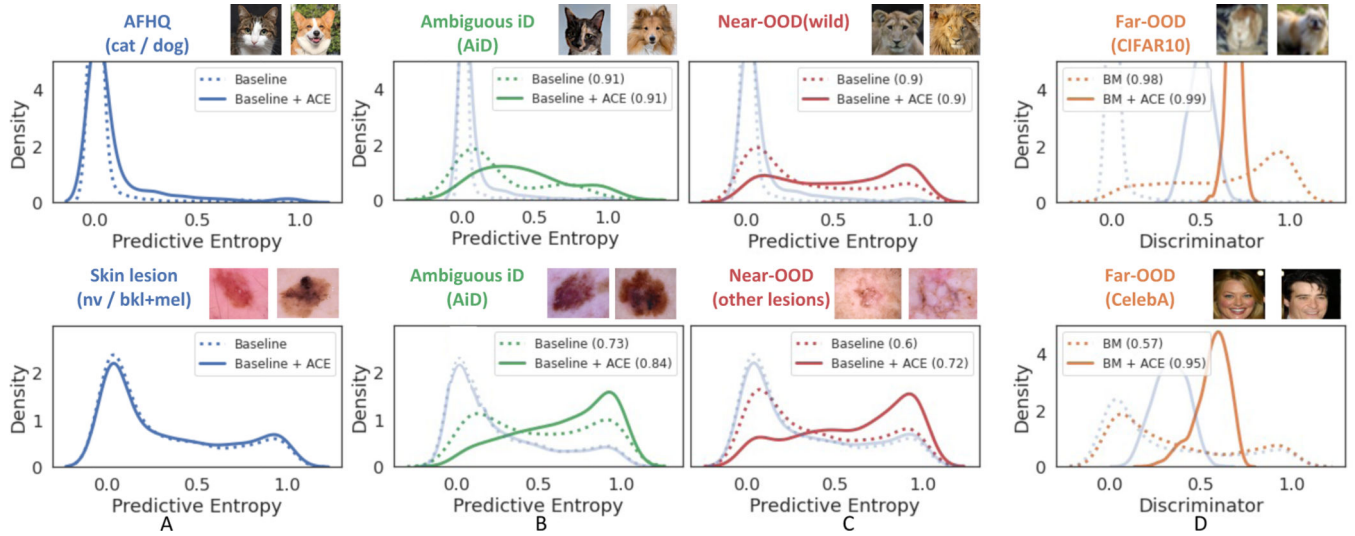 AFHQ
(cat / dog)
Density
4
2
0
Baseline
Baseline + ACE
0.0 0.5 1.0
Predictive Entropy
Ambiguous iD
(AiD)
Density
4
2
0
Baseline (0.91)
Baseline + ACE (0.91)
0.0 0.5 1.0
Predictive Entropy
Near-OOD(wild)
Density
4
2
0
Baseline (0.9)
Baseline + ACE (0.9)
0.0 0.5 1.0
Predictive Entropy
Far-OOD
(CIFAR10)
Density
4
2
0
BM (0.98)
BM + ACE (0.99)
0.0 0.5 1.0
Discriminator
Skin lesion
(nv / bkl+mel)
Density
2
1
0
Baseline
Baseline + ACE
0.0 0.5 1.0
Predictive Entropy
A
Ambiguous iD
(AiD)
Density
2
1
0
Baseline (0.73)
Baseline + ACE (0.84)
0.0 0.5 1.0
Predictive Entropy
B
Near-OOD
(other lesions)
Density
2
1
0
Baseline (0.6)
Baseline + ACE (0.72)
0.0 0.5 1.0
Predictive Entropy
C
Far-OOD
(CelebA)
Density
4
2
0
BM (0.57)
BM + ACE (0.95)
0.0 0.5 1.0
Discriminator
D